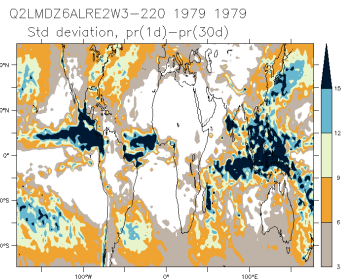 Q2LMDZ6ALRE2W3-220 1979 1979
Std deviation, pr(1d)-pr(30d)
15
12
9
6
3
0°
100°W 0° 100°E